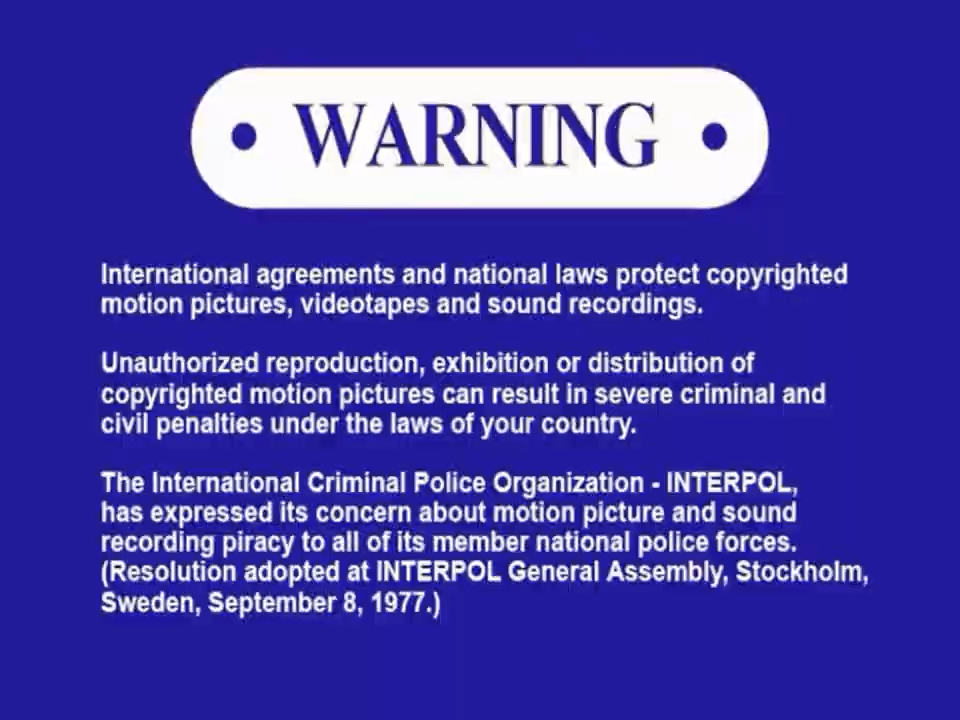 • WARNING •
International agreements and national laws protect copyrighted
motion pictures, videotapes and sound recordings.
Unauthorized reproduction, exhibition or distribution of
copyrighted motion pictures can result in severe criminal and
civil penalties under the laws of your country.
The International Criminal Police Organization - INTERPOL,
has expressed its concern about motion picture and sound
recording piracy to all of its member national police forces.
(Resolution adopted at INTERPOL General Assembly, Stockholm,
Sweden, September 8, 1977.)